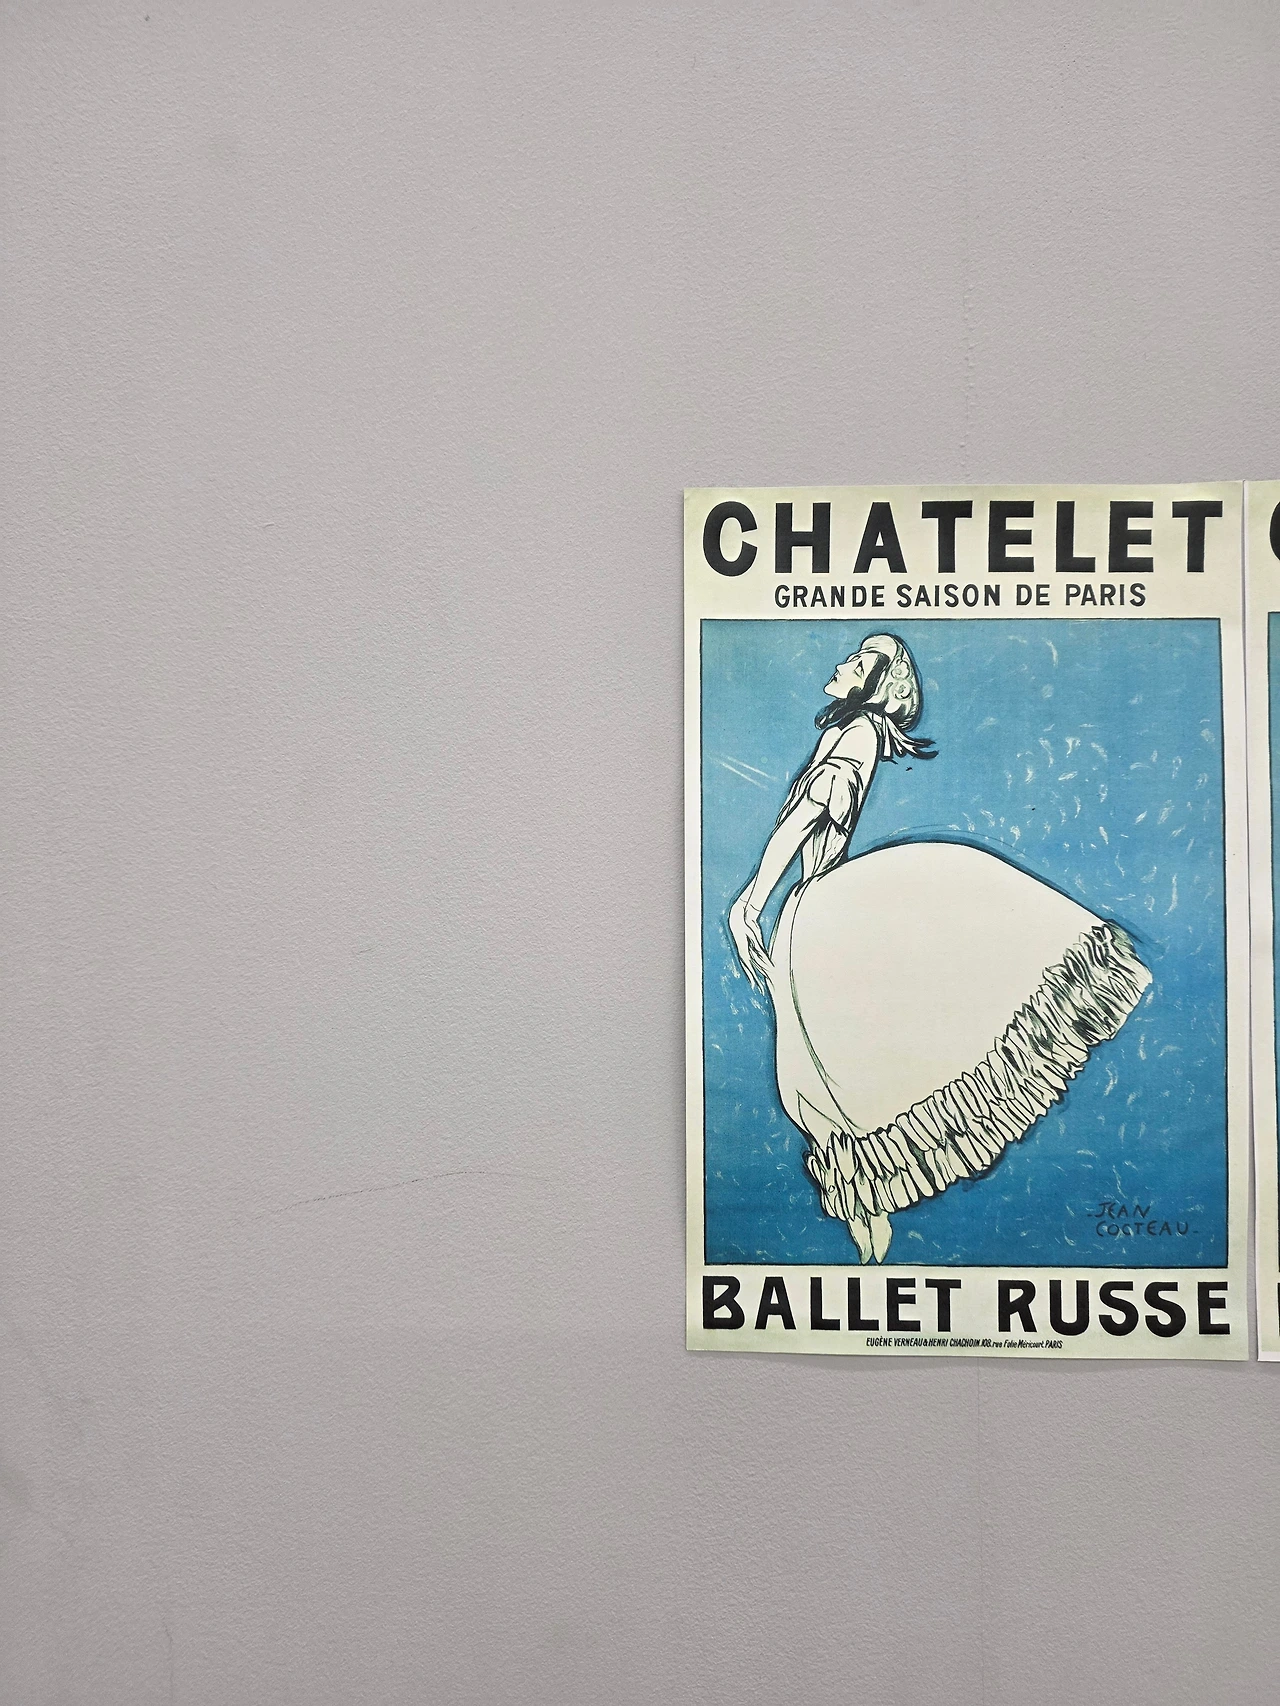 CHATELET
GRANDE SAISON DE PARIS
-JEAN
COCTEAU-
BALLET RUSSE
EUGÈNE VERNEAU & HENRI CHACHOIN.108.rue Folie Méricourt.PARIS